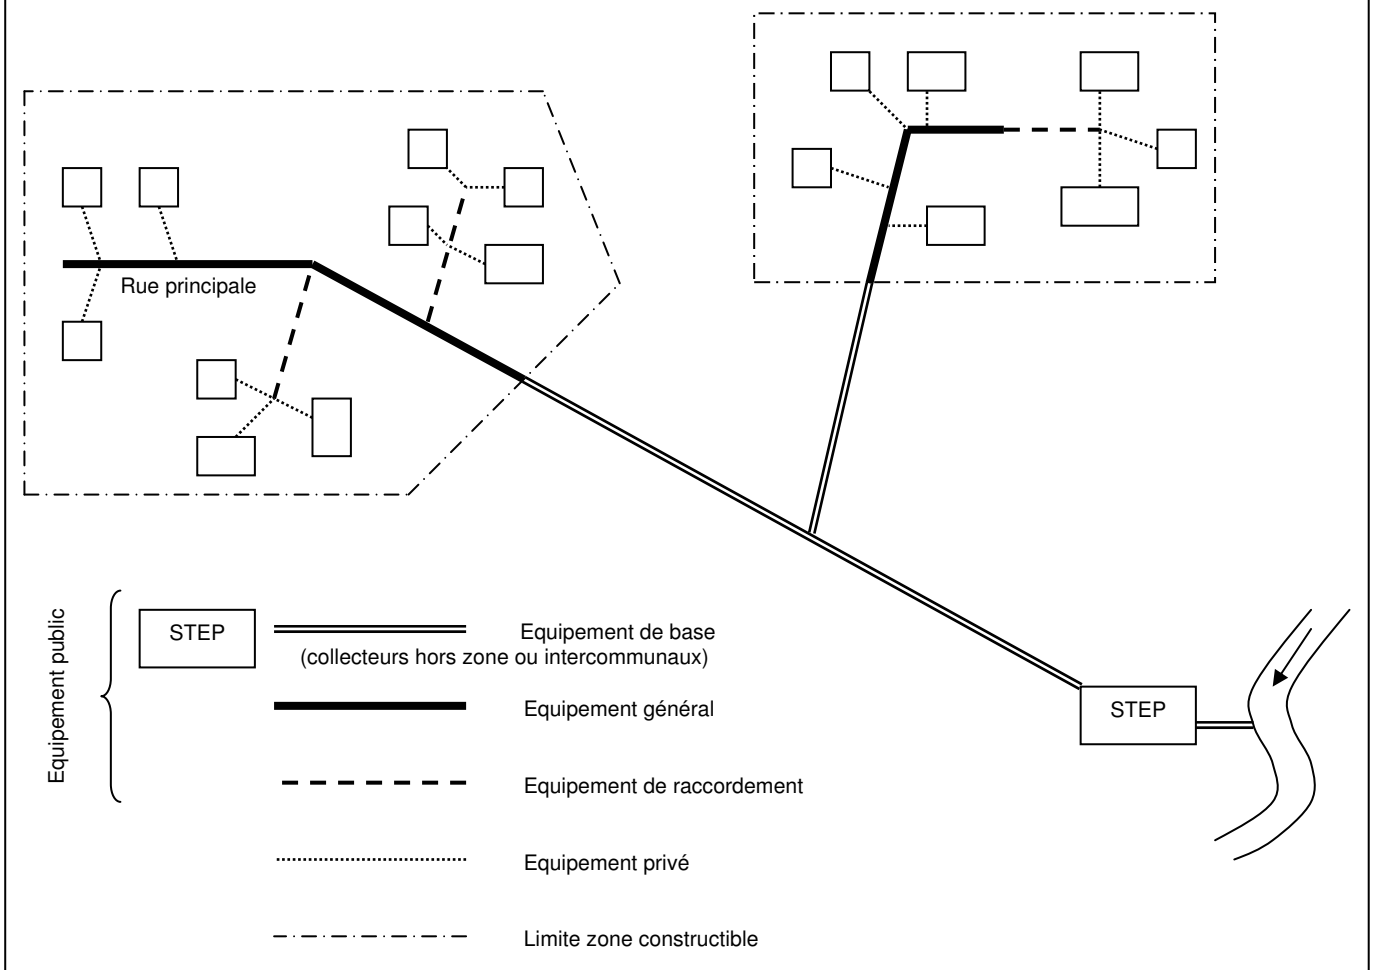 Rue principale
Equipement public
STEP
Equipement de base
(collecteurs hors zone ou intercommunaux)
Equipement général
STEP
Equipement de raccordement
Equipement privé
Limite zone constructible